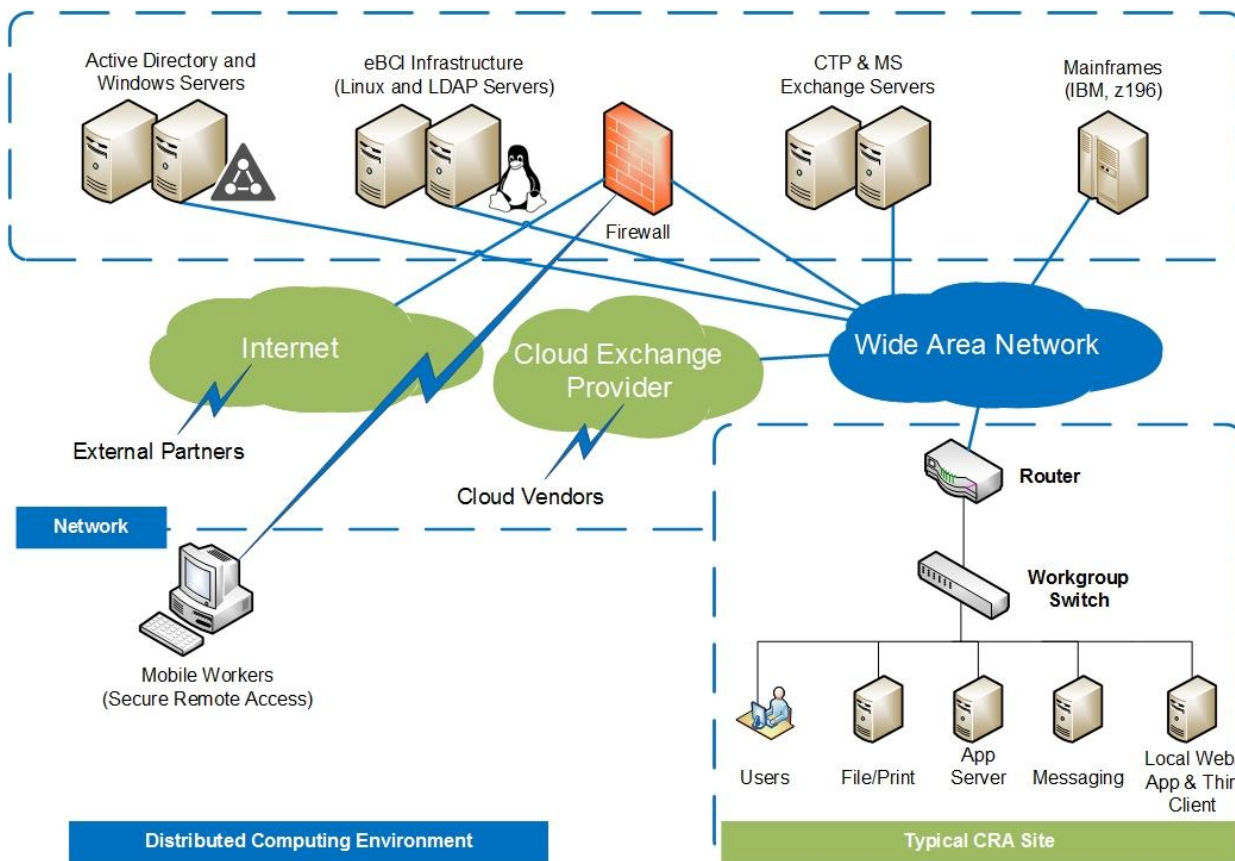 Active Directory and
Windows Servers
eBCI Infrastructure
(Linux and LDAP Servers)
CTP & MS
Exchange Servers
Mainframes
(IBM, z196)
Firewall
Internet
Cloud Exchange
Provider
Wide Area Network
External Partners
Cloud Vendors
Network
Router
Workgroup
Switch
Mobile Workers
(Secure Remote Access)
Users
File/Print
App
Server
Messaging
Local Web
App & Thin
Client
Distributed Computing Environment
Typical CRA Site